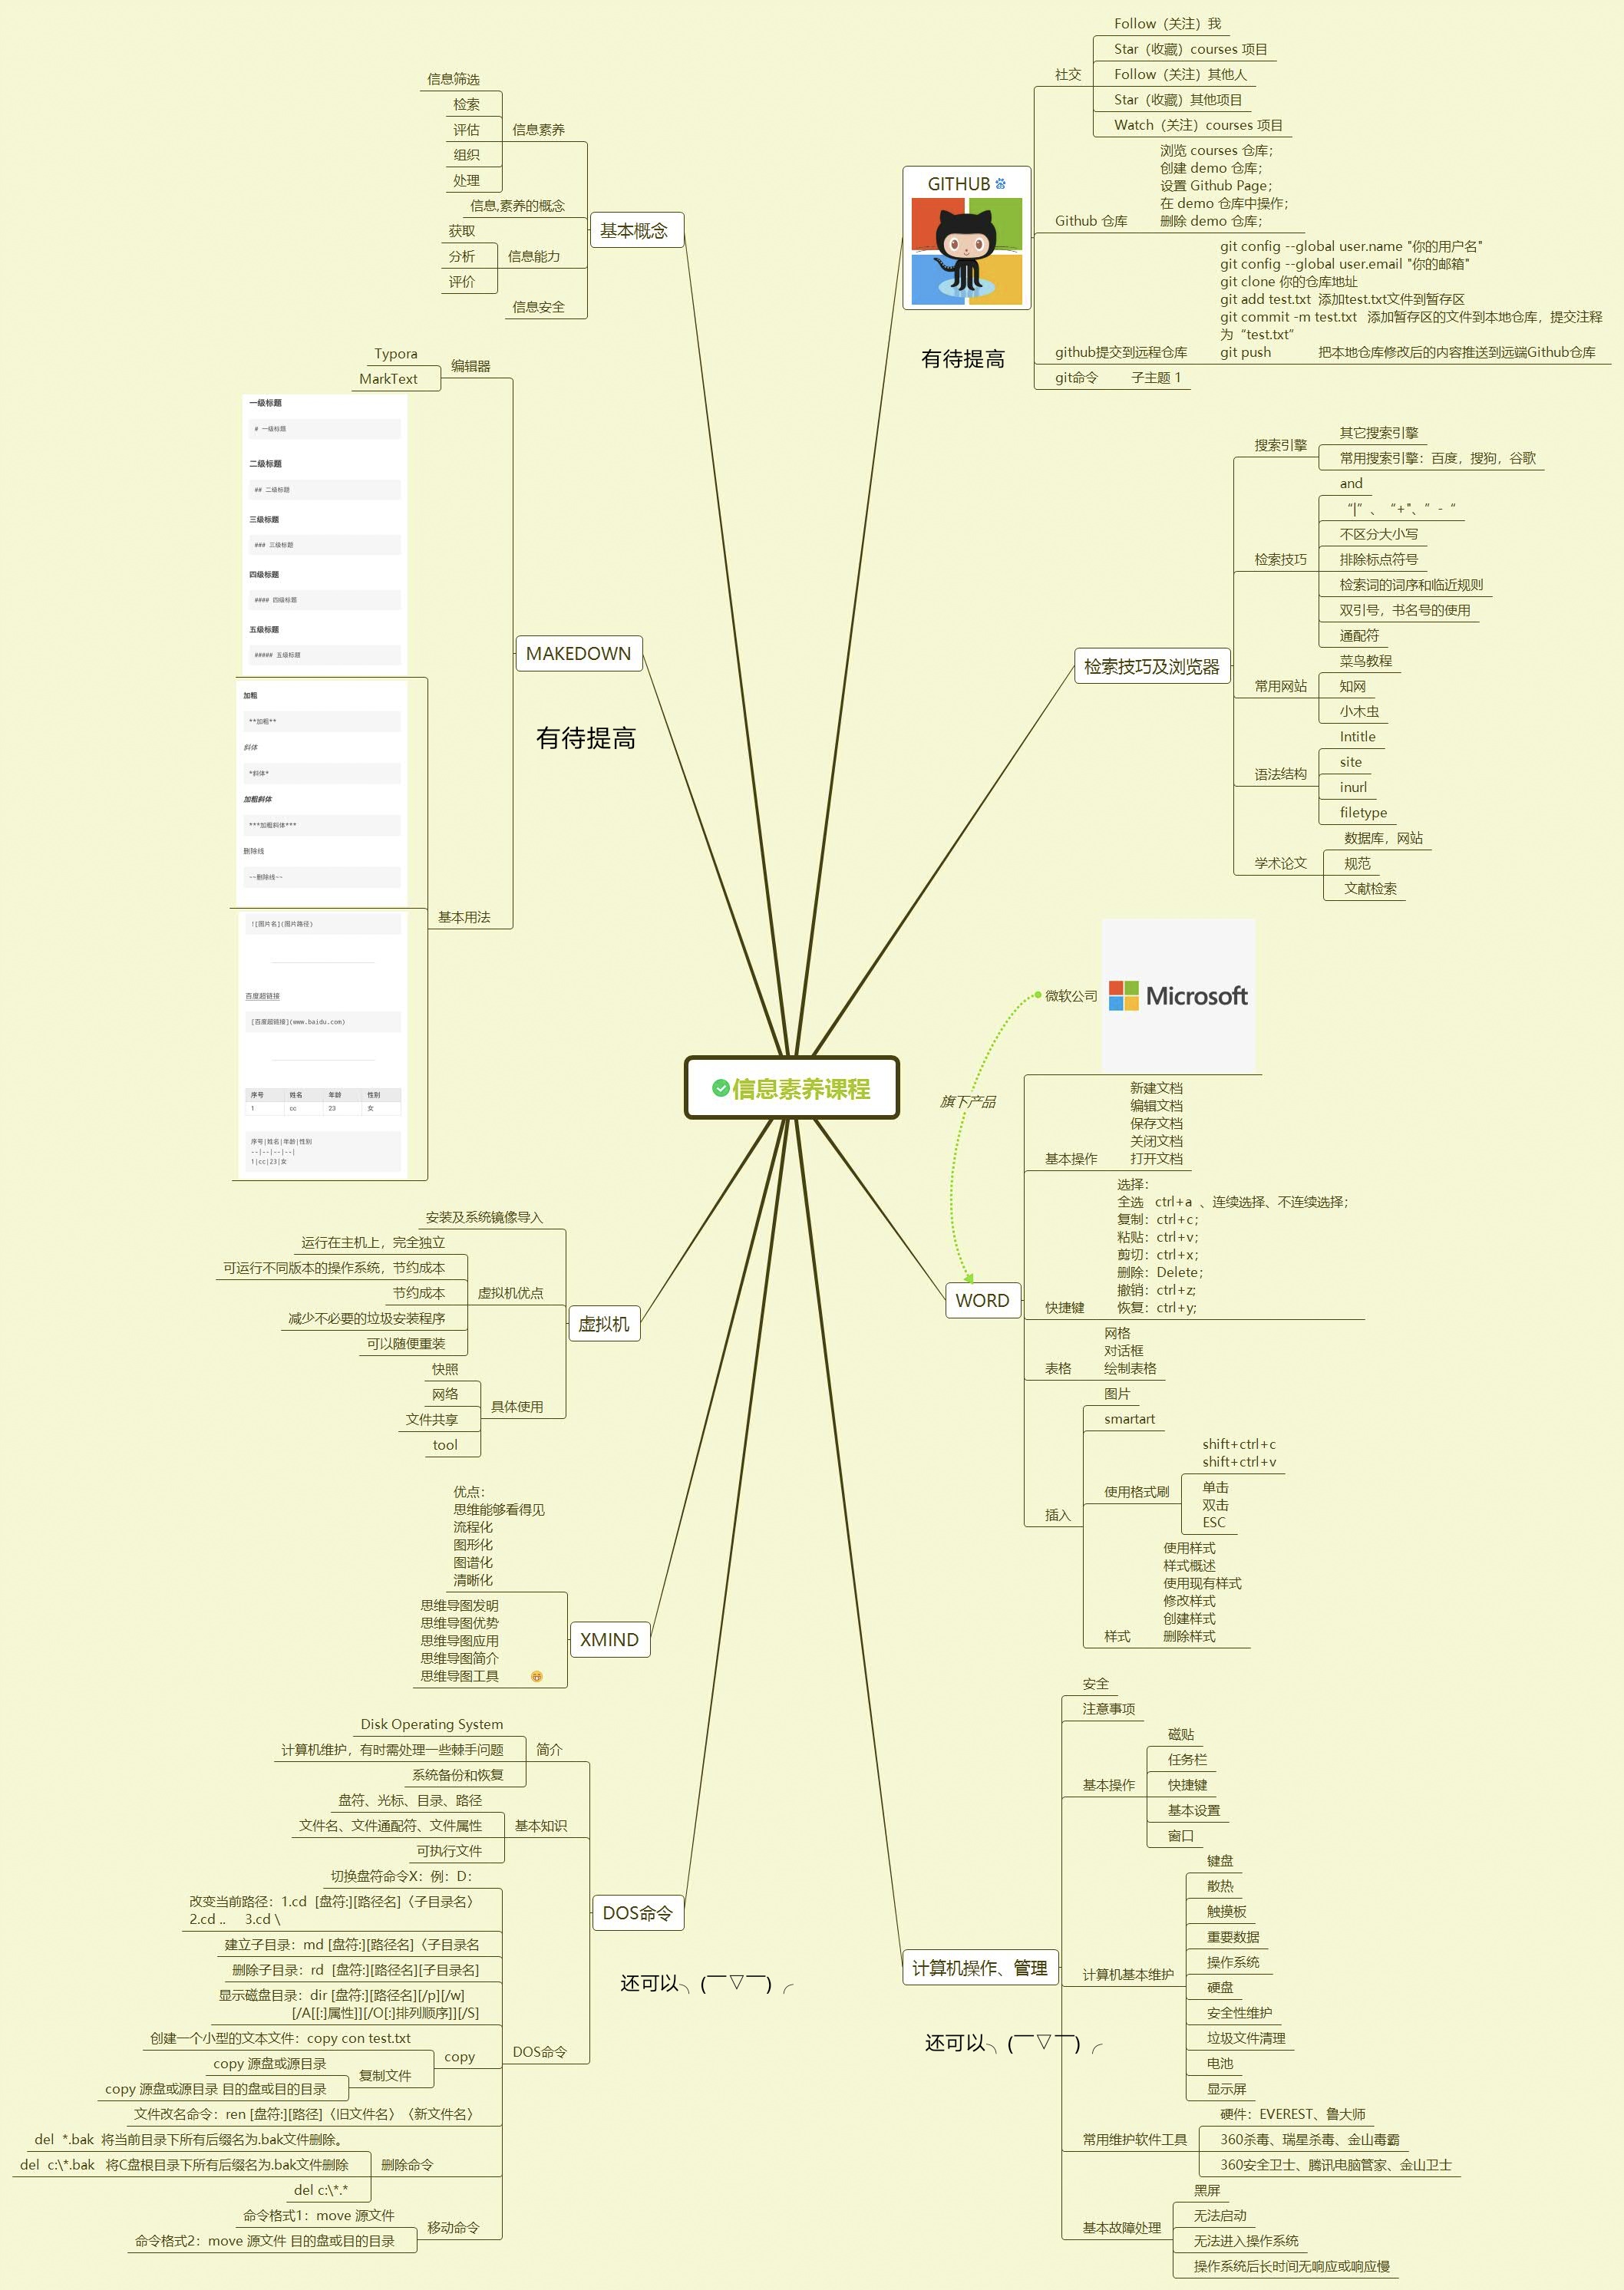 信息素养课程
GITHUB
有待提高
社交
Follow（关注）我
Star（收藏）courses 项目
Follow（关注）其他人
Star（收藏）其他项目
Watch（关注）courses 项目
Github 仓库
浏览 courses 仓库；
创建 demo 仓库；
设置 Github Page；
在 demo 仓库中操作；
删除 demo 仓库；
github提交到远程仓库
git config --global user.name "你的用户名"
git config --global user.email "你的邮箱"
git clone 你的仓库地址
git add test.txt  添加test.txt文件到暂存区
git commit -m test.txt   添加暂存区的文件到本地仓库，提交注释
为“test.txt”
git push            把本地仓库修改后的内容推送到远端Github仓库
git命令
子主题 1
检索技巧及浏览器
搜索引擎
其它搜索引擎
常用搜索引擎：百度，搜狗，谷歌
检索技巧
and
“|”、“+"、” - “
不区分大小写
排除标点符号
检索词的词序和临近规则
双引号，书名号的使用
通配符
常用网站
菜鸟教程
知网
小木虫
语法结构
Intitle
site
inurl
filetype
学术论文
数据库，网站
规范
文献检索
WORD
旗下产品
微软公司
Microsoft
基本操作
新建文档
编辑文档
保存文档
关闭文档
打开文档
快捷键
选择：
全选   ctrl+a 、连续选择、不连续选择；
复制：ctrl+c；
粘贴：ctrl+v；
剪切：ctrl+x；
删除：Delete；
撤销：ctrl+z;
恢复：ctrl+y;
表格
网格
对话框
绘制表格
插入
图片
smartart
使用格式刷
shift+ctrl+c
shift+ctrl+v
单击
双击
ESC
样式
使用样式
样式概述
使用现有样式
修改样式
创建样式
删除样式
计算机操作、管理
还可以╮(￣▽￣)╭
安全
注意事项
基本操作
磁贴
任务栏
快捷键
基本设置
窗口
计算机基本维护
键盘
散热
触摸板
重要数据
操作系统
硬盘
安全性维护
垃圾文件清理
电池
显示屏
常用维护软件工具
硬件：EVEREST、鲁大师
360杀毒、瑞星杀毒、金山毒霸
360安全卫士、腾讯电脑管家、金山卫士
基本故障处理
黑屏
无法启动
无法进入操作系统
操作系统后长时间无响应或响应慢
基本概念
信息素养
信息筛选
检索
评估
组织
处理
信息,素养的概念
信息能力
获取
分析
评价
信息安全
MAKEDOWN
有待提高
编辑器
Typora
MarkText
基本用法
一级标题
# 一级标题
二级标题
## 二级标题
三级标题
### 三级标题
四级标题
#### 四级标题
五级标题
##### 五级标题
加粗
**加粗**
斜体
*斜体*
加粗斜体
***加粗斜体***
删除线
~~删除线~~
![图片名](图片路径)
百度超链接
[百度超链接](www.baidu.com)
序号 姓名 年龄 性别
1 cc 23 女
序号|姓名|年龄|性别
--|--|--|--|
1|cc|23|女
虚拟机
安装及系统镜像导入
虚拟机优点
运行在主机上，完全独立
可运行不同版本的操作系统，节约成本
节约成本
减少不必要的垃圾安装程序
可以随便重装
具体使用
快照
网络
文件共享
tool
XMIND
优点：
思维能够看得见
流程化
图形化
图谱化
清晰化
思维导图发明
思维导图优势
思维导图应用
思维导图简介
思维导图工具
DOS命令
还可以╮(￣▽￣)╭
简介
Disk Operating System
计算机维护，有时需处理一些棘手问题
系统备份和恢复
基本知识
盘符、光标、目录、路径
文件名、文件通配符、文件属性
可执行文件
DOS命令
切换盘符命令X：例：D：
改变当前路径：1.cd  [盘符:][路径名]〈子目录名〉
2.cd ..     3.cd \
建立子目录：md [盘符:][路径名]〈子目录名
删除子目录：rd  [盘符:][路径名][子目录名]
显示磁盘目录：dir [盘符:][路径名][/p][/w]
[/A[[:]属性]][/O[:]排列顺序]][/S]
copy
创建一个小型的文本文件：copy con test.txt
复制文件
copy 源盘或源目录
copy 源盘或源目录 目的盘或目的目录
文件改名命令：ren [盘符:][路径]〈旧文件名〉〈新文件名〉
删除命令
del  *.bak  将当前目录下所有后缀名为.bak文件删除。
del  c:\*.bak   将C盘根目录下所有后缀名为.bak文件删除
del c:\*.*
移动命令
命令格式1：move 源文件
命令格式2：move 源文件 目的盘或目的目录